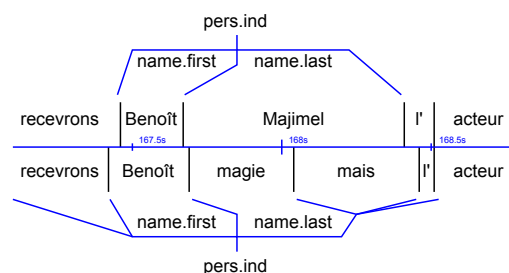 pers.ind
name.first name.last
recevrons Benoît Majimel l' acteur
167.5s 168s 168.5s
recevrons Benoît magie mais l' acteur
name.first name.last
pers.ind